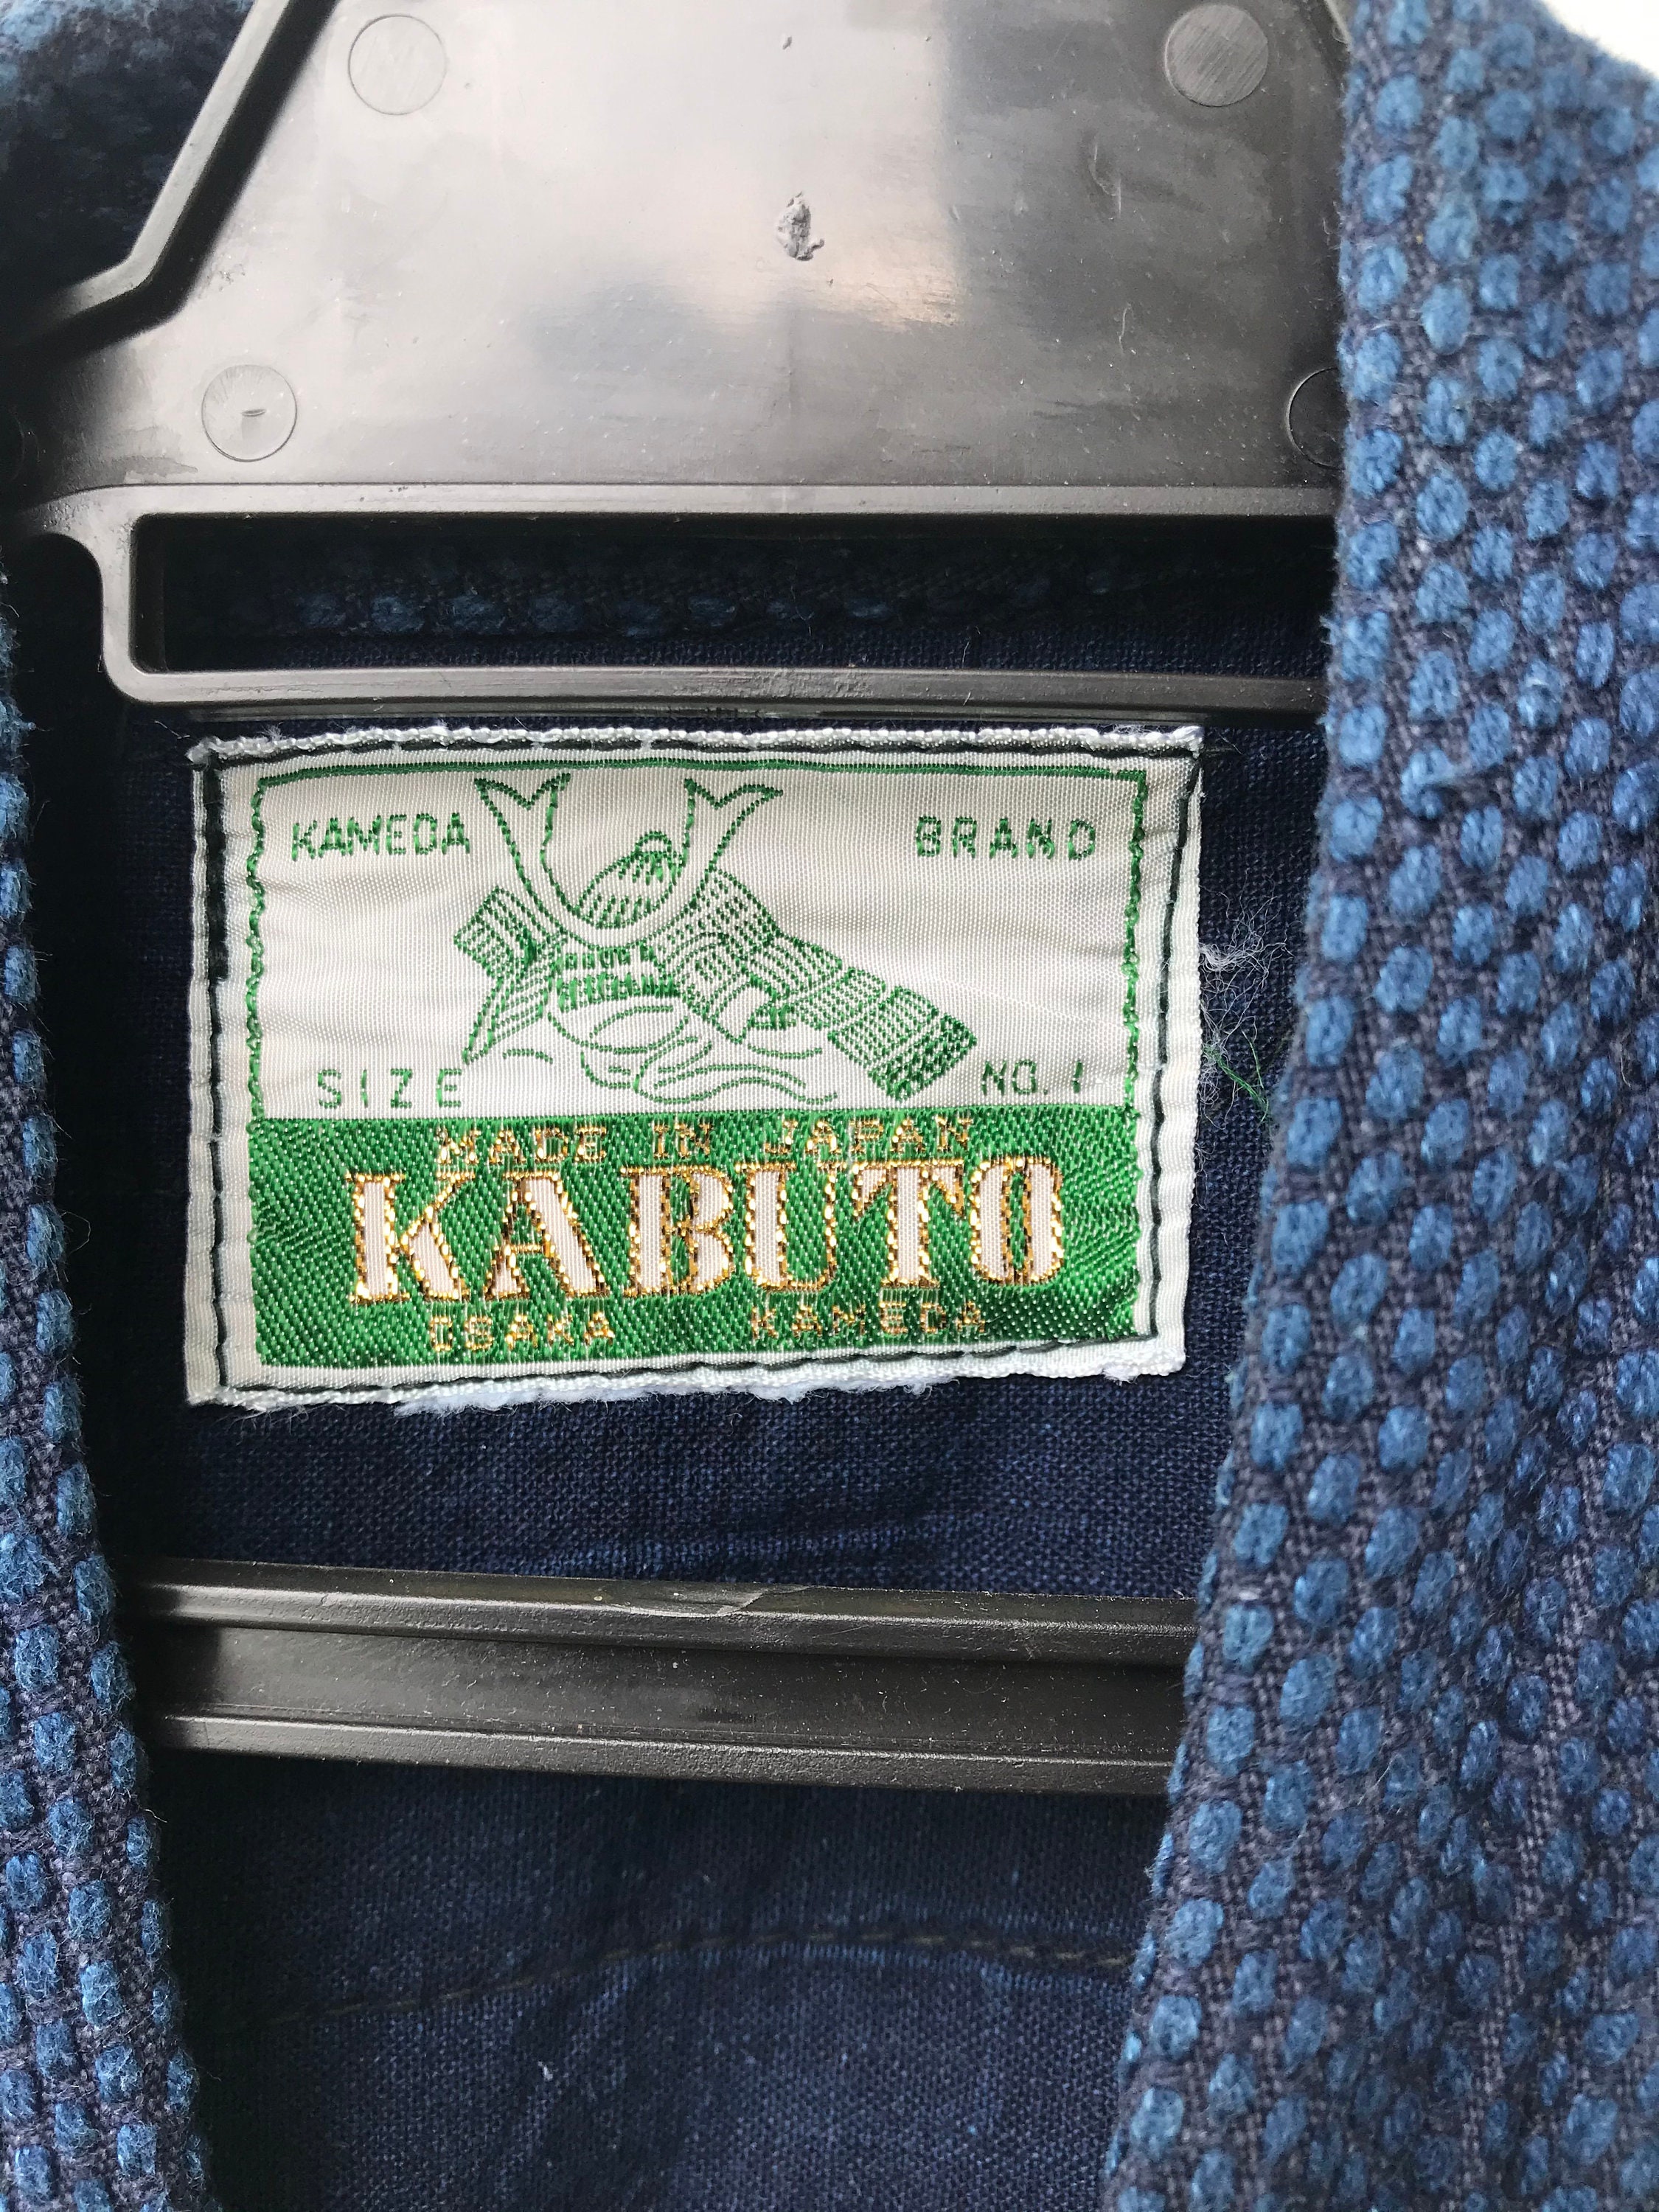 KAMEDA BRAND
SIZE NO. 1
MADE IN JAPAN
KABUTO
OSAKA KAMEDA